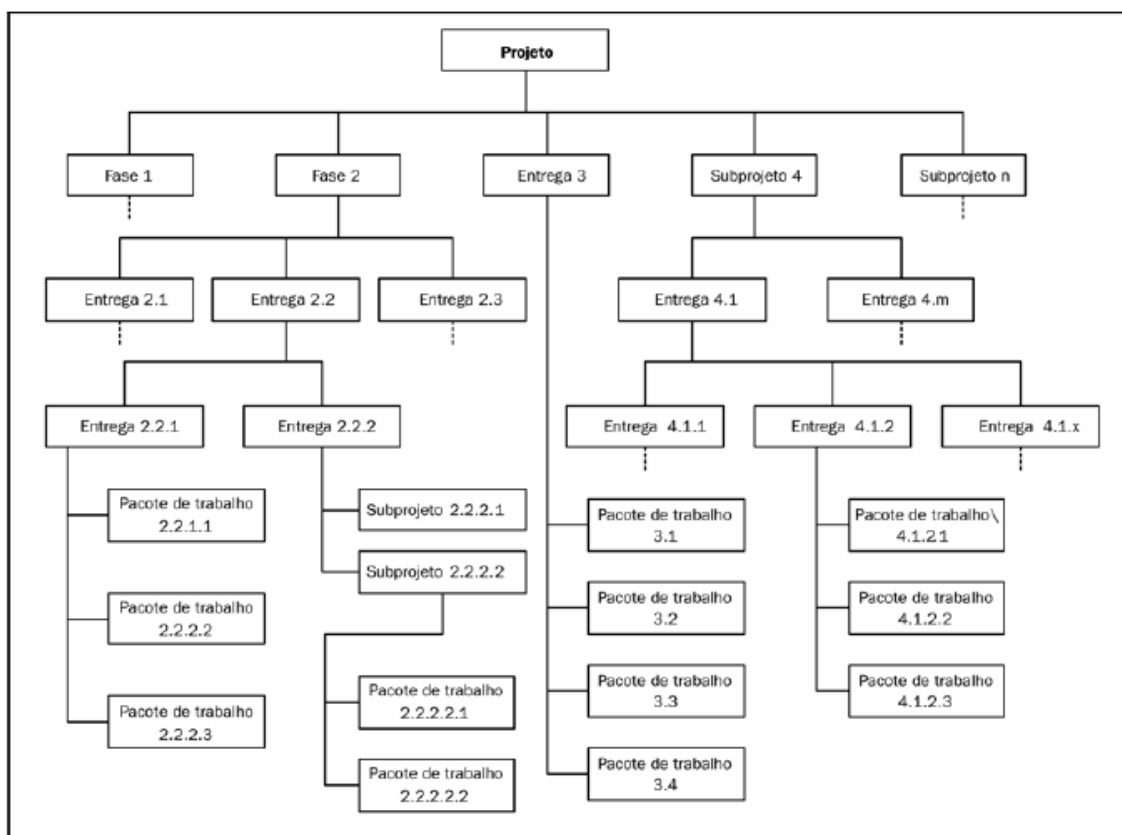 Projeto
Fase 1
Fase 2
Entrega 3
Subprojeto 4
Subprojeto n
Entrega 2.1
Entrega 2.2
Entrega 2.3
Entrega 4.1
Entrega 4.m
Entrega 2.2.1
Entrega 2.2.2
Entrega 4.1.1
Entrega 4.1.2
Entrega 4.1.x
Pacote de trabalho
2.2.1.1
Pacote de trabalho
2.2.2.2
Pacote de trabalho
2.2.2.3
Subprojeto 2.2.2.1
Subprojeto 2.2.2.2
Pacote de trabalho
2.2.2.2.1
Pacote de trabalho
2.2.2.2.2
Pacote de trabalho
3.1
Pacote de trabalho
3.2
Pacote de trabalho
3.3
Pacote de trabalho
3.4
Pacote de trabalho\
4.1.2.1
Pacote de trabalho
4.1.2.2
Pacote de trabalho
4.1.2.3